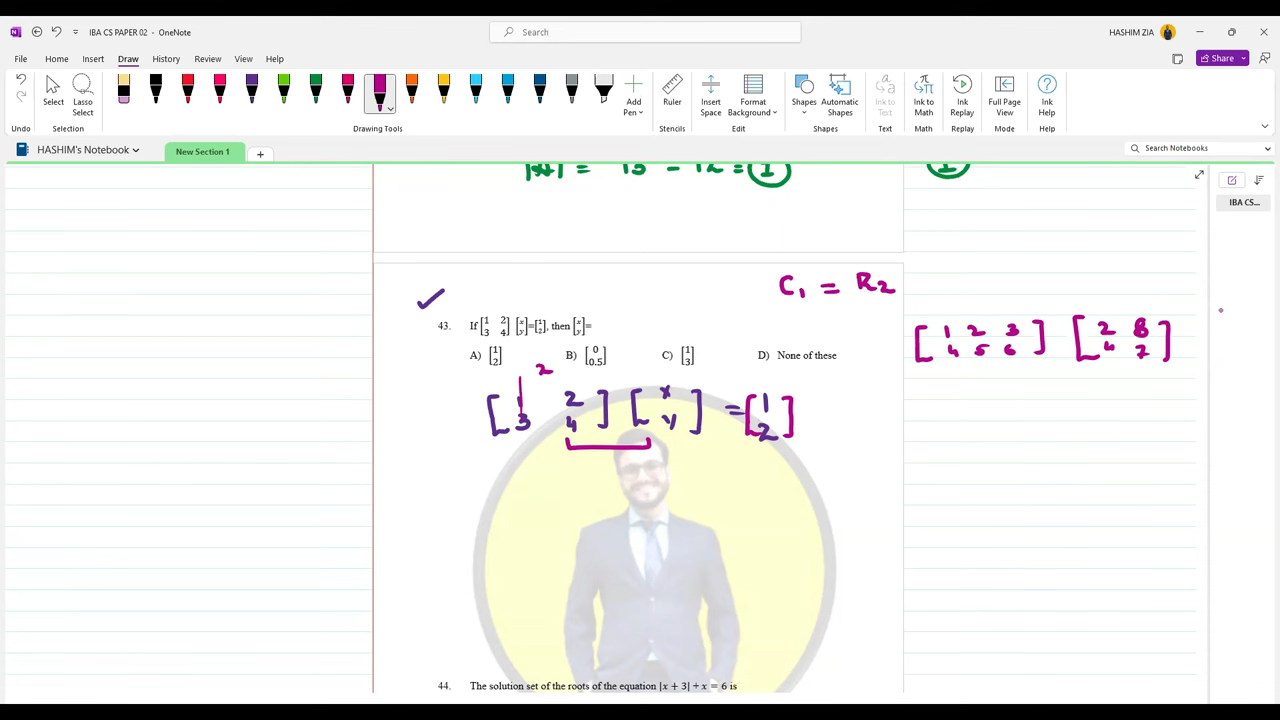 IBA CS PAPER 02 - OneNote
Search
HASHIM ZIA
File Home Insert Draw History Review View Help
Share
Undo
Select
Lasso Select
Add Pen
Ruler
Insert Space
Format Background
Shapes
Automatic Shapes
Ink to Text
Ink to Math
Ink Replay
Full Page View
Ink Help
Undo Selection Drawing Tools Stencils Edit Shapes Text Math Replay Mode Help
HASHIM's Notebook New Section 1 + Search Notebooks
IBA CS...
|A| = 15 - 12 = 1
1
C1 = R2
43. If [1 2 3 4] [x y]=[1 2], then [x y]=
[1 2 3 4 5 6] [2 8 4 7]
A) [1 2] B) [0 0.5] C) [1 3] D) None of these
2
[1 2 3 4] [x y] = [1 2]
44. The solution set of the roots of the equation |x + 3| + x = 6 is